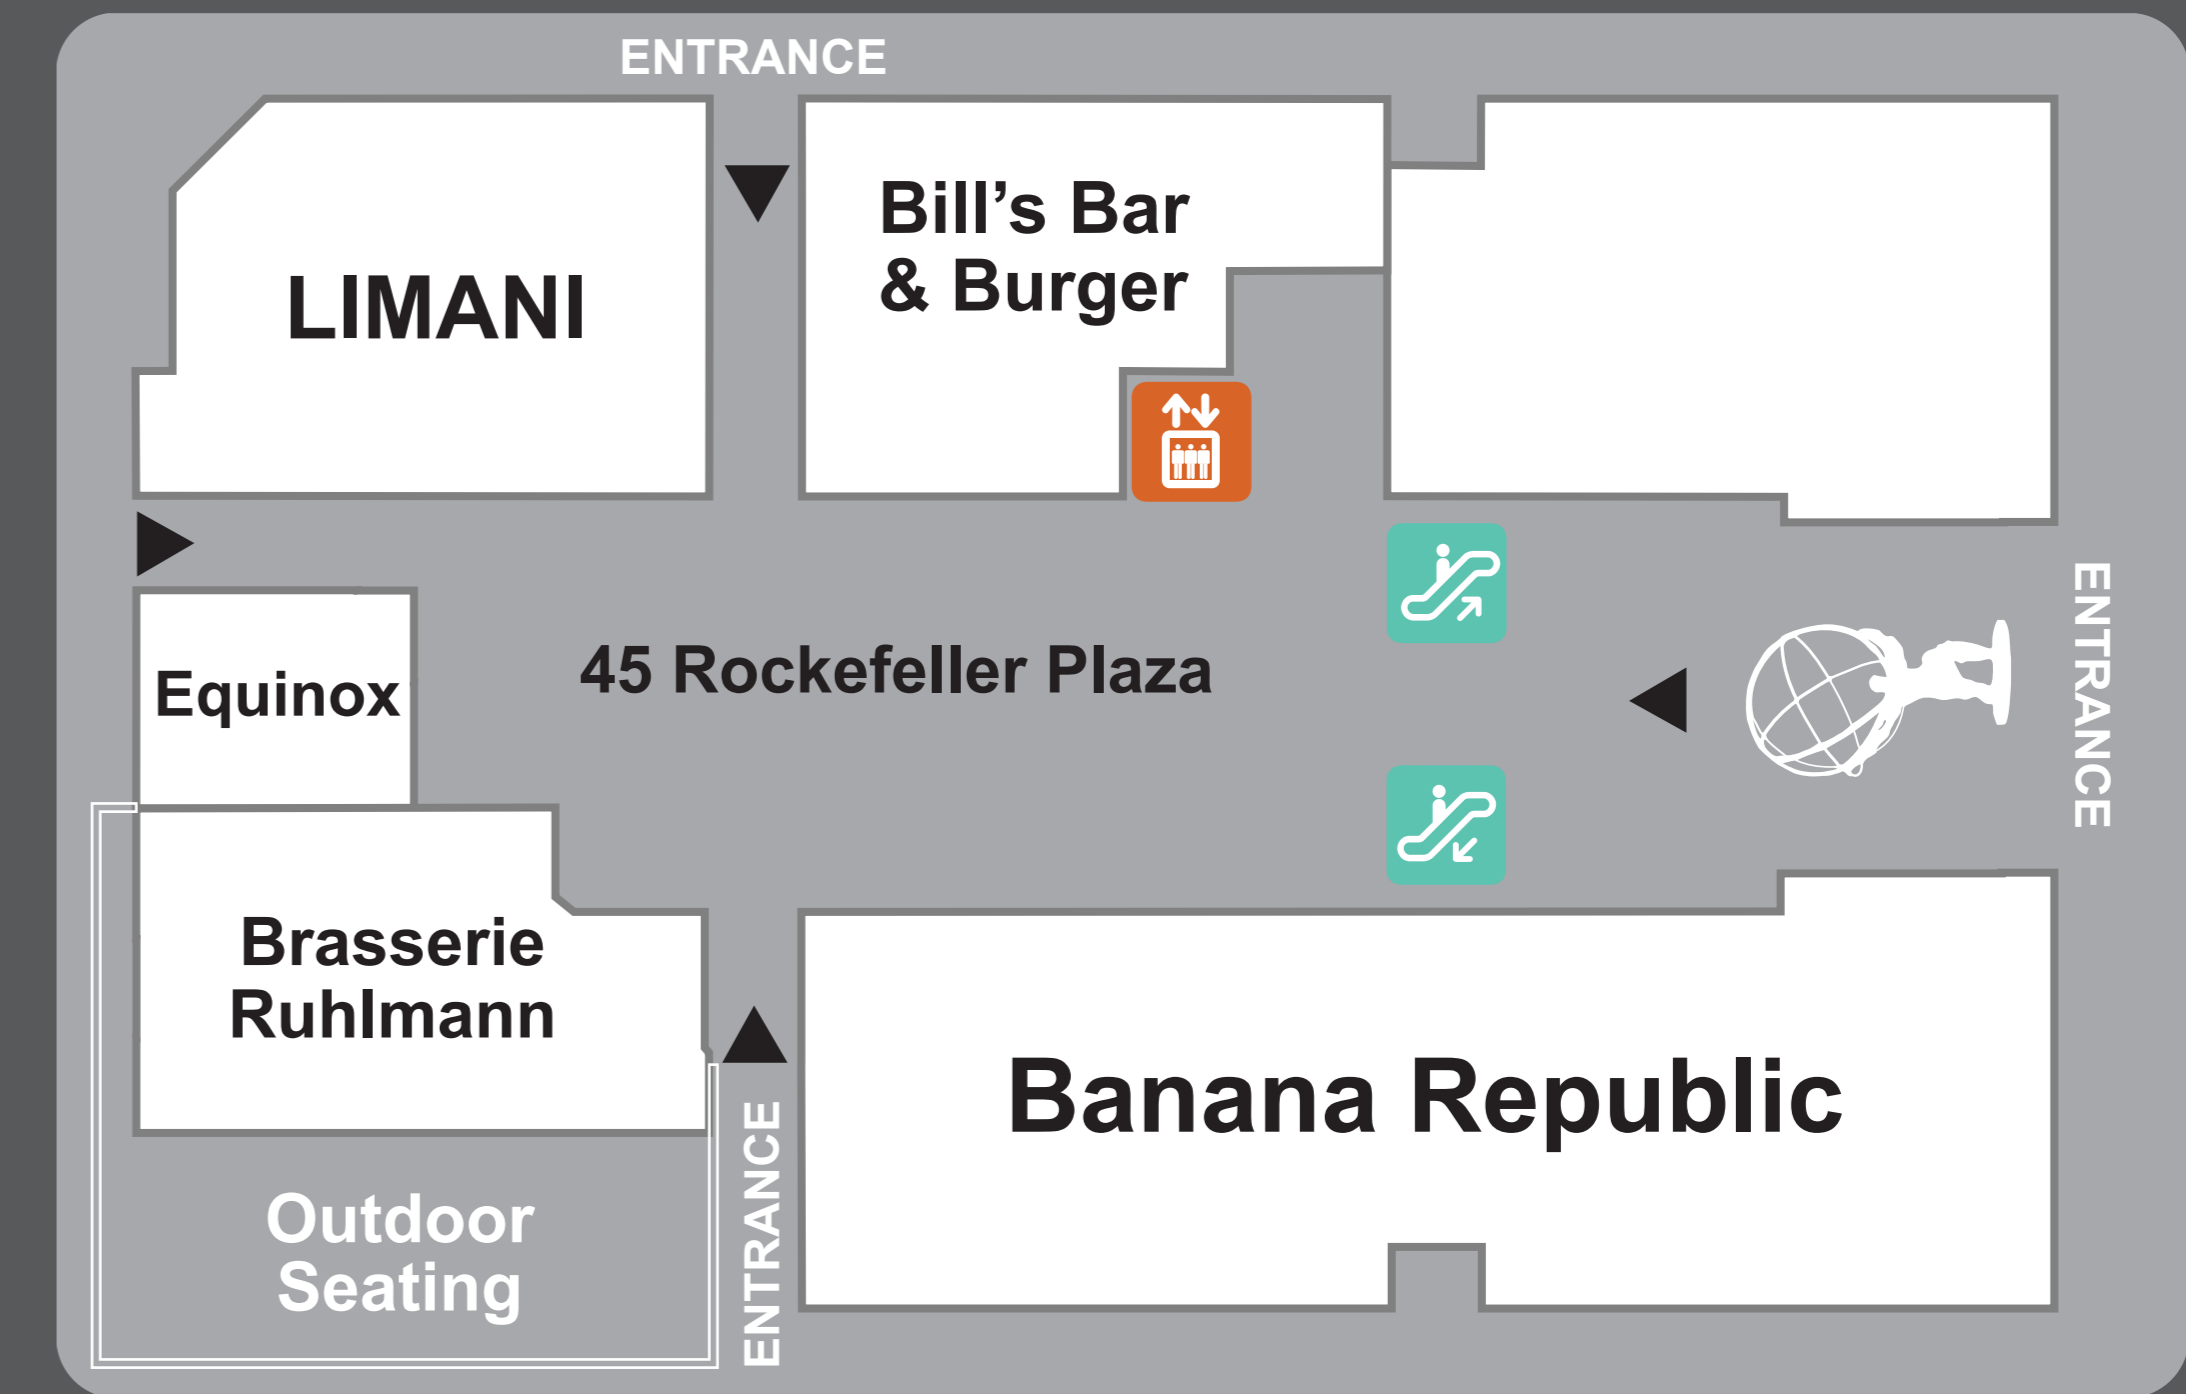 ENTRANCE
LIMANI
Bill’s Bar
& Burger
Equinox
45 Rockefeller Plaza
ENTRANCE
Brasserie
Ruhlmann
Banana Republic
ENTRANCE
Outdoor
Seating